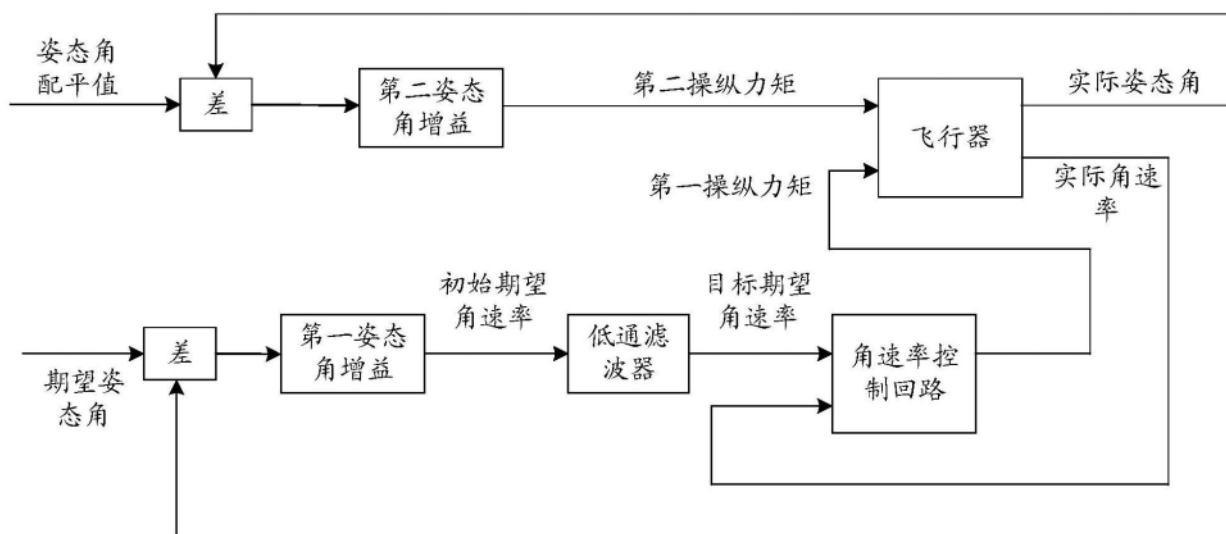 姿态角
配平值
差
第二姿态
角增益
第二操纵力矩
飞行器
实际姿态角
第一操纵力矩
实际角速
率
初始期望
角速率
目标期望
角速率
期望姿
态角
差
第一姿态
角增益
低通滤
波器
角速率控
制回路